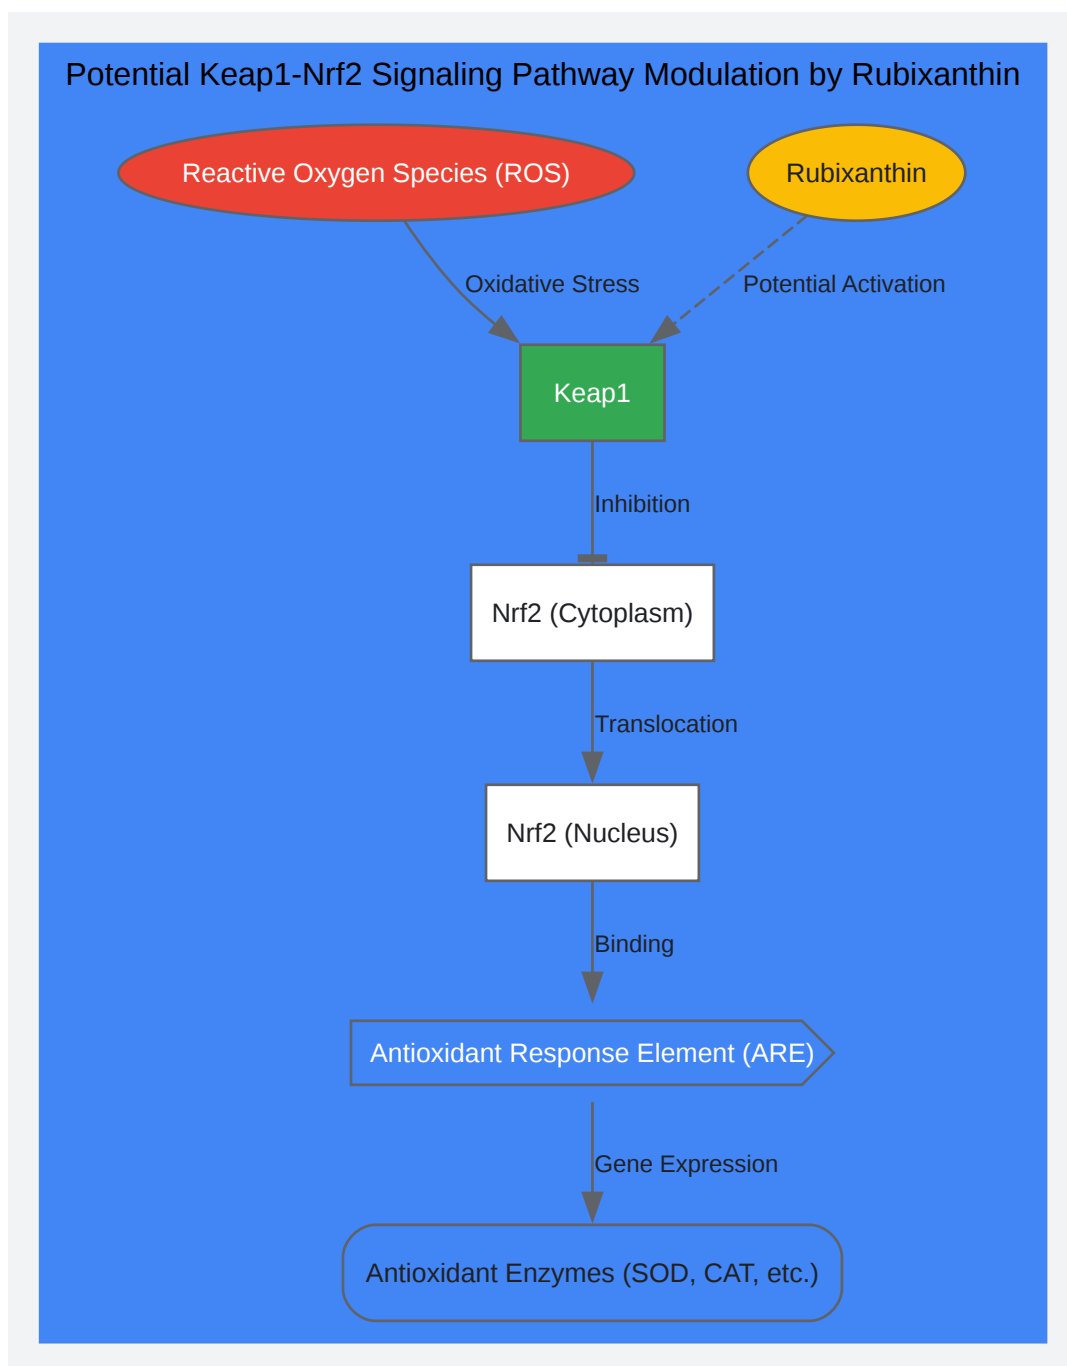 Potential Keap1-Nrf2 Signaling Pathway Modulation by Rubixanthin
Reactive Oxygen Species (ROS)
Rubixanthin
Oxidative Stress
Potential Activation
Keap1
Inhibition
Nrf2 (Cytoplasm)
Translocation
Nrf2 (Nucleus)
Binding
Antioxidant Response Element (ARE)
Gene Expression
Antioxidant Enzymes (SOD, CAT, etc.)